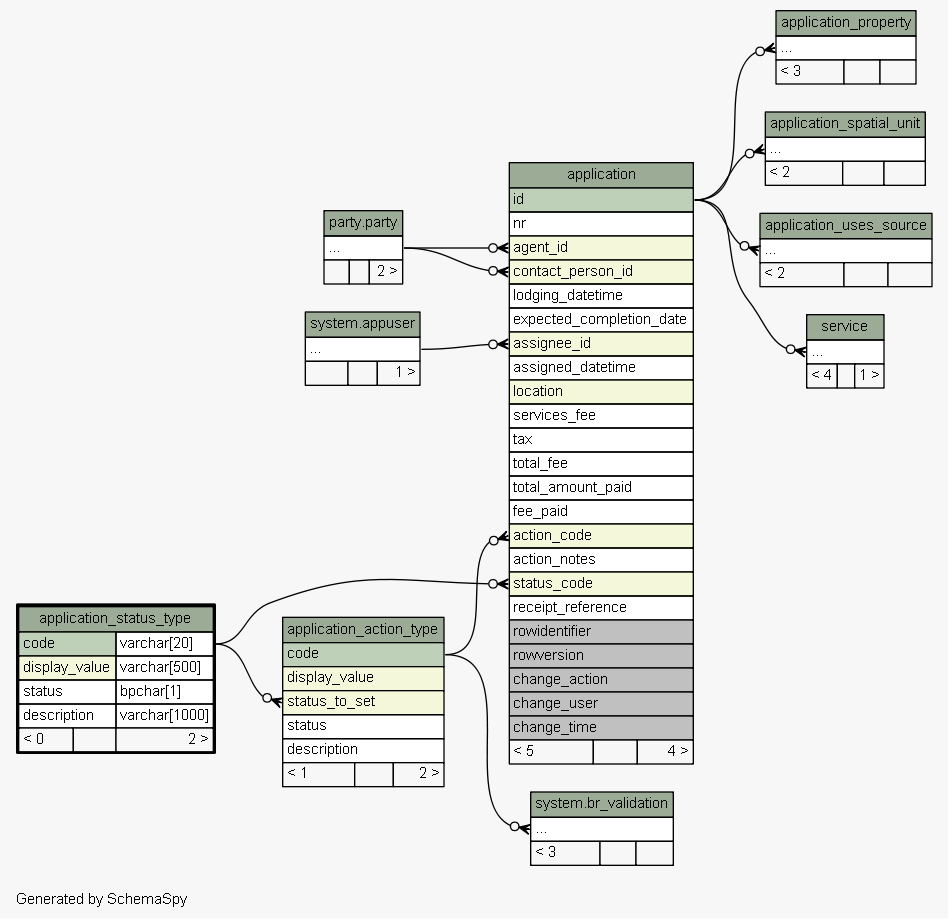 application_property
...
< 3
application_spatial_unit
...
< 2
application_uses_source
...
< 2
service
...
< 4 1 >
application
id
nr
agent_id
contact_person_id
lodging_datetime
expected_completion_date
assignee_id
assigned_datetime
location
services_fee
tax
total_fee
total_amount_paid
fee_paid
action_code
action_notes
status_code
receipt_reference
rowidentifier
rowversion
change_action
change_user
change_time
< 5 4 >
party.party
...
2 >
system.appuser
...
1 >
application_status_type
code varchar[20]
display_value varchar[500]
status bpchar[1]
description varchar[1000]
< 0 2 >
application_action_type
code
display_value
status_to_set
status
description
< 1 2 >
system.br_validation
...
< 3
Generated by SchemaSpy